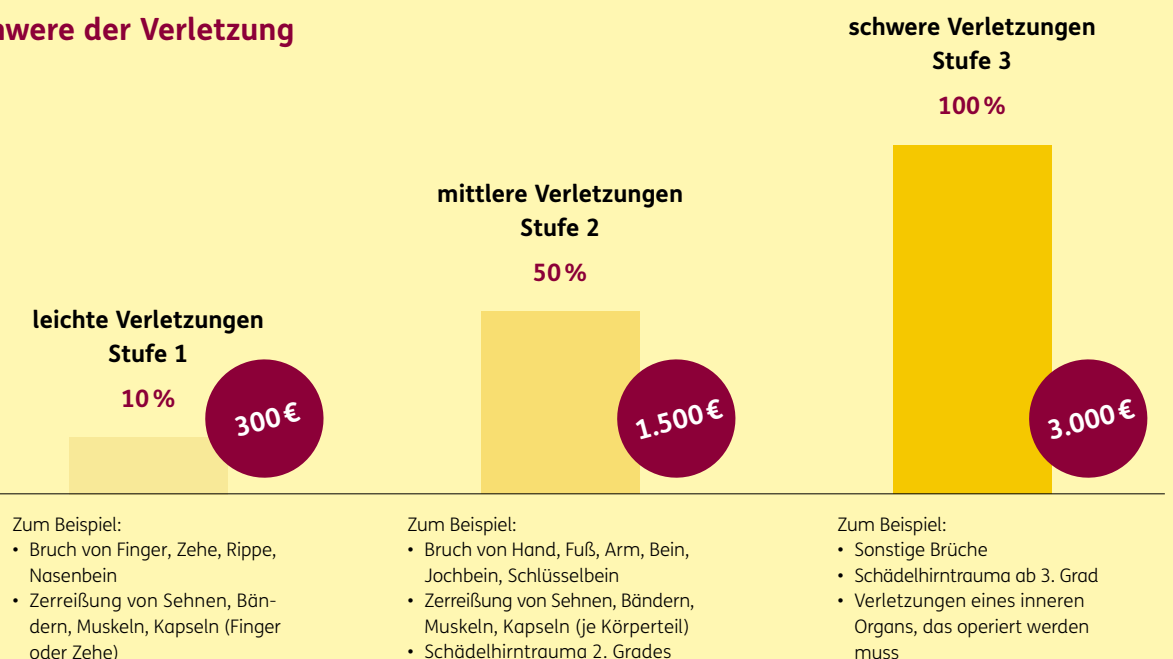 were der Verletzung
schwere Verletzungen
Stufe 3
100 %
mittlere Verletzungen
Stufe 2
50 %
leichte Verletzungen
Stufe 1
10 %
300 €
1.500 €
3.000 €
Zum Beispiel:
• Bruch von Finger, Zehe, Rippe,
Nasenbein
• Zerreißung von Sehnen, Bän-
dern, Muskeln, Kapseln (Finger
oder Zehe)
Zum Beispiel:
• Bruch von Hand, Fuß, Arm, Bein,
Jochbein, Schlüsselbein
• Zerreißung von Sehnen, Bändern,
Muskeln, Kapseln (je Körperteil)
• Schädelhirntrauma 2. Grades
Zum Beispiel:
• Sonstige Brüche
• Schädelhirntrauma ab 3. Grad
• Verletzungen eines inneren
Organs, das operiert werden
muss